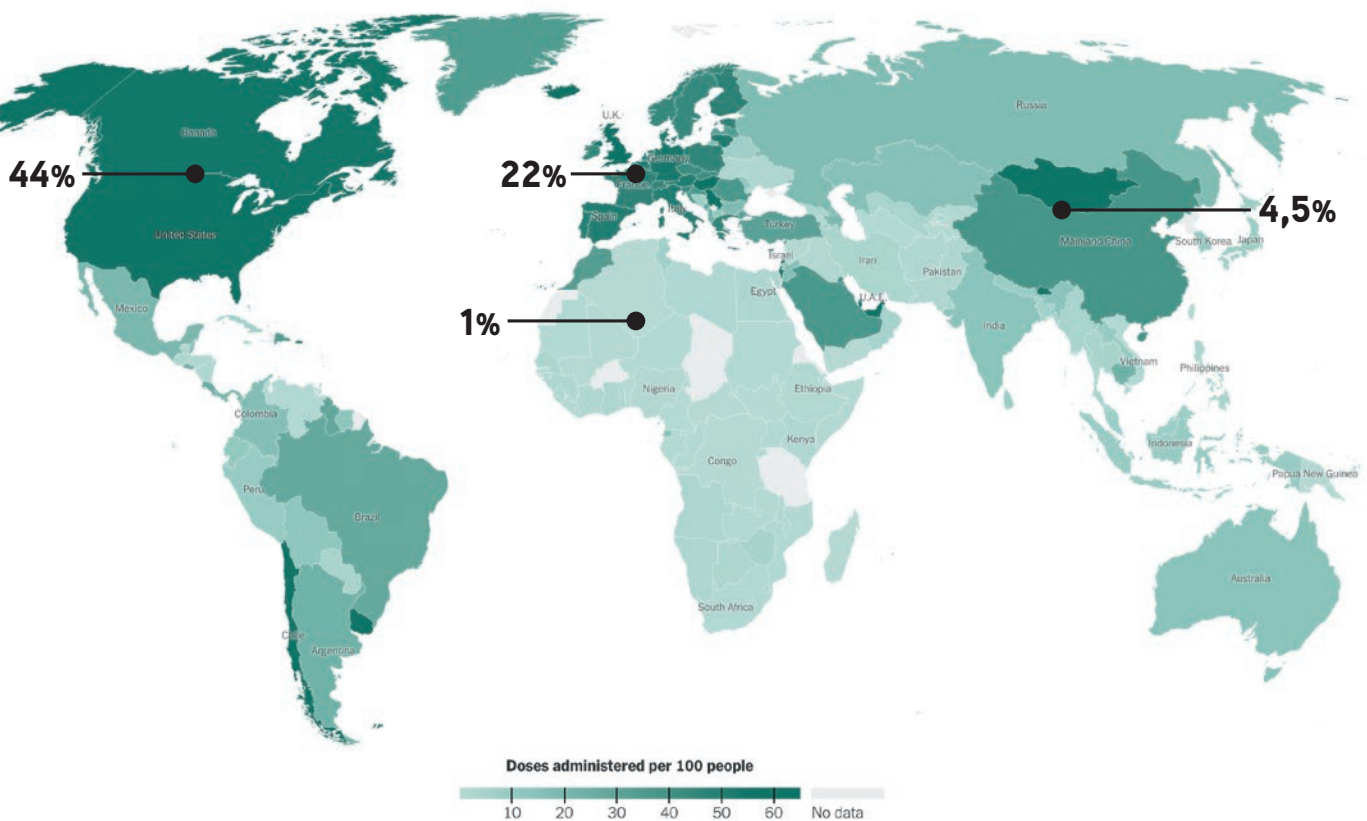 Russia
U.K.
Canada
Germany
44%
22%
France
Italy
Spain
4,5%
United States
Turkey
Mainland China
South Korea
Japan
Israel
Iran
Pakistan
Egypt
U.A.E.
Mexico
1%
India
Vietnam
Philippines
Nigeria
Ethiopia
Colombia
Kenya
Indonesia
Congo
Papua New Guinea
Peru
Brazil
Australia
South Africa
Chile
Argentina
Doses administered per 100 people
10 20 30 40 50 60 No data